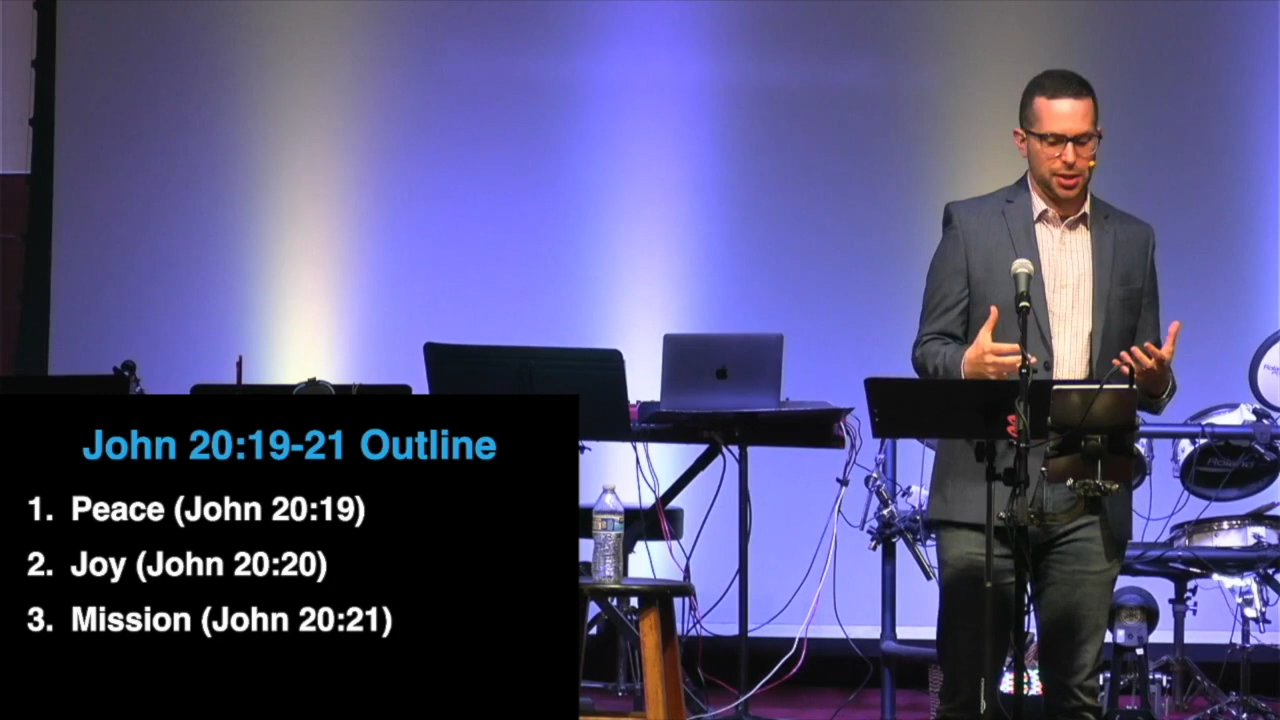 John 20:19-21 Outline
1. Peace (John 20:19)
2. Joy (John 20:20)
3. Mission (John 20:21)
Roland